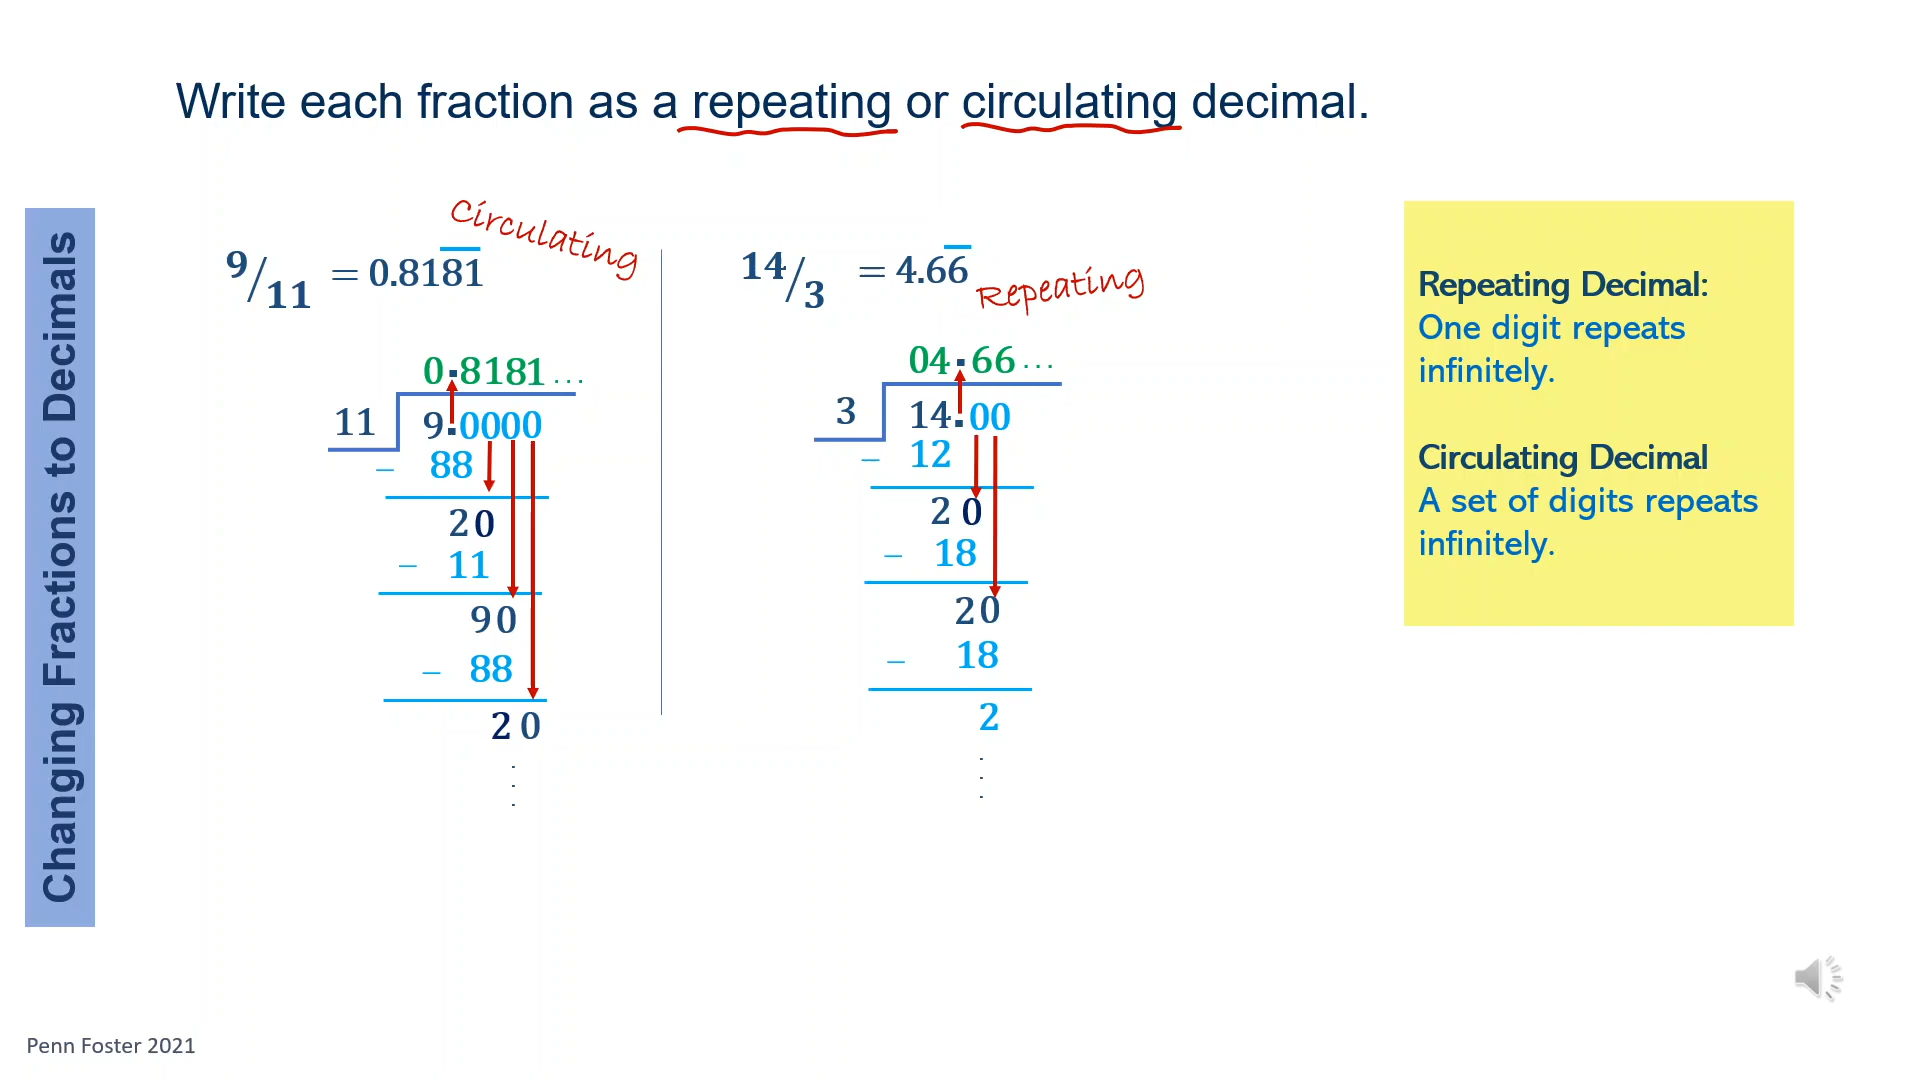 Write each fraction as a repeating or circulating decimal.
Changing Fractions to Decimals
Circulating
9/11 = 0.8181
0.8181...
11 9.0000
− 88
20
− 11
90
− 88
20
.
.
.
14/3 = 4.66
Repeating
04.66...
3 14.00
− 12
20
− 18
20
− 18
2
.
.
.
Repeating Decimal:
One digit repeats
infinitely.
Circulating Decimal
A set of digits repeats
infinitely.
Penn Foster 2021